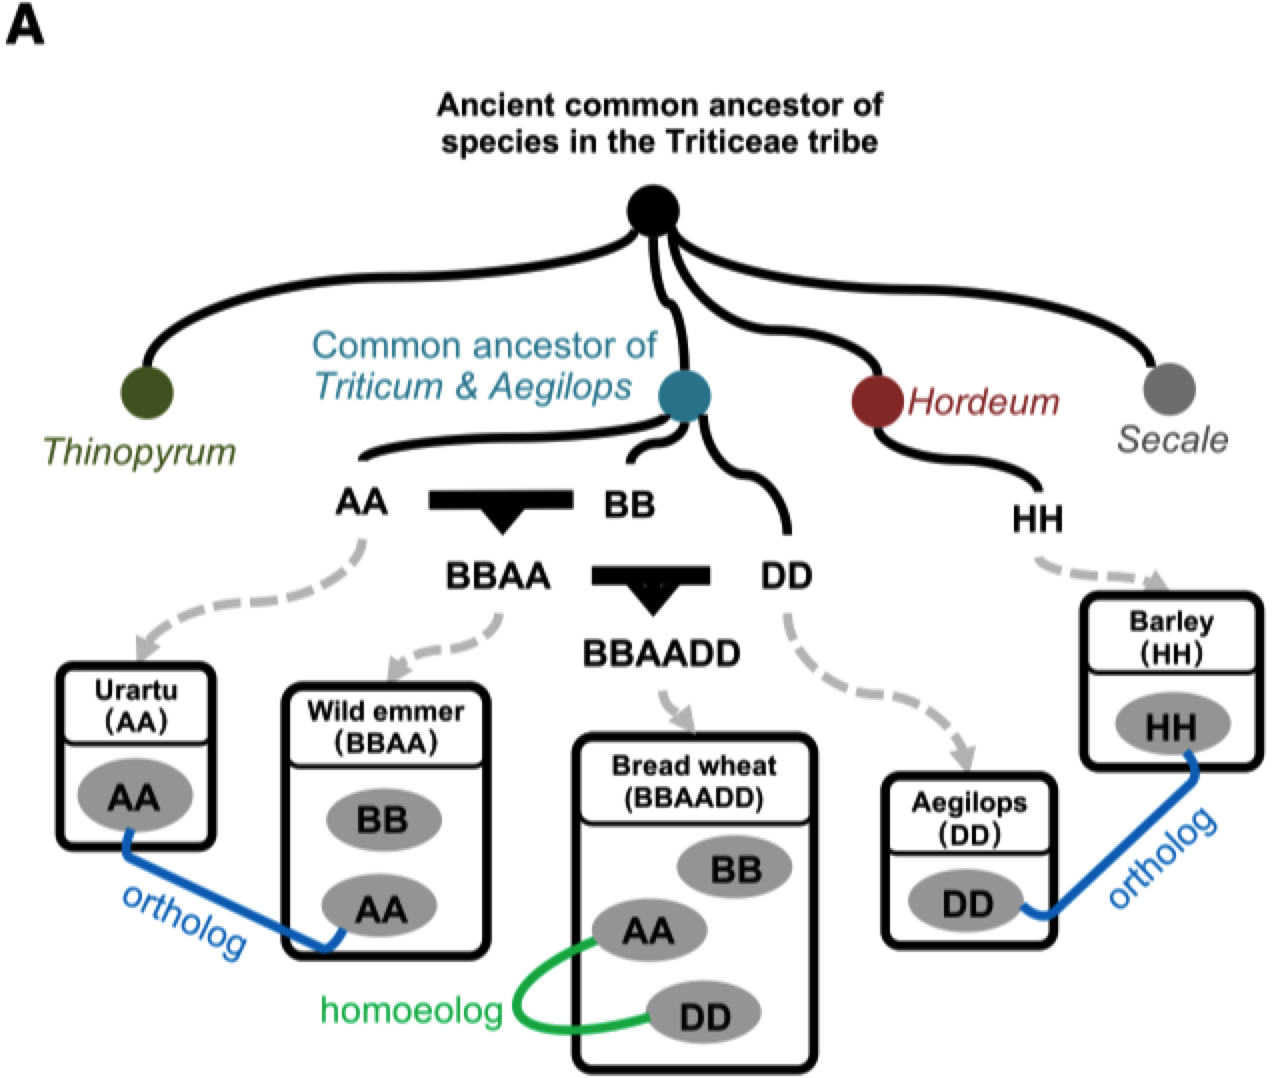 A
Ancient common ancestor of
species in the Triticeae tribe
Common ancestor of
Triticum & Aegilops
Thinopyrum
Hordeum
Secale
AA
BB
HH
BBAA
DD
BBAADD
Urartu
(AA)
AA
Wild emmer
(BBAA)
BB
AA
Bread wheat
(BBAADD)
BB
AA
DD
Aegilops
(DD)
DD
Barley
(HH)
HH
ortholog
ortholog
homoeolog